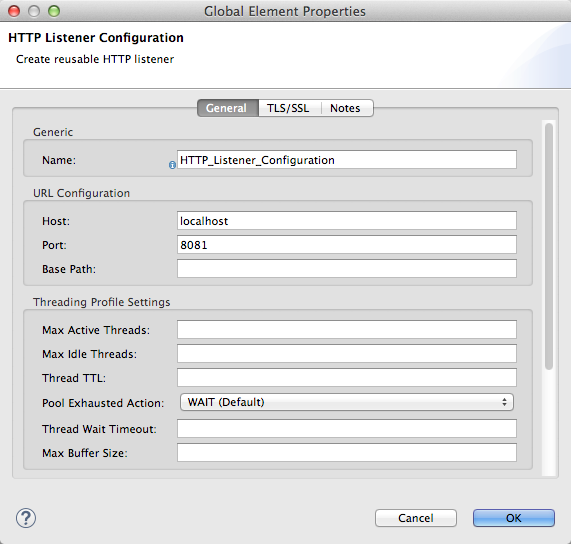 Global Element Properties
HTTP Listener Configuration
Create reusable HTTP listener
General TLS/SSL Notes
Generic
Name: i HTTP_Listener_Configuration
URL Configuration
Host: localhost
Port: 8081
Base Path:
Threading Profile Settings
Max Active Threads:
Max Idle Threads:
Thread TTL:
Pool Exhausted Action: WAIT (Default)
Thread Wait Timeout:
Max Buffer Size:
? Cancel OK